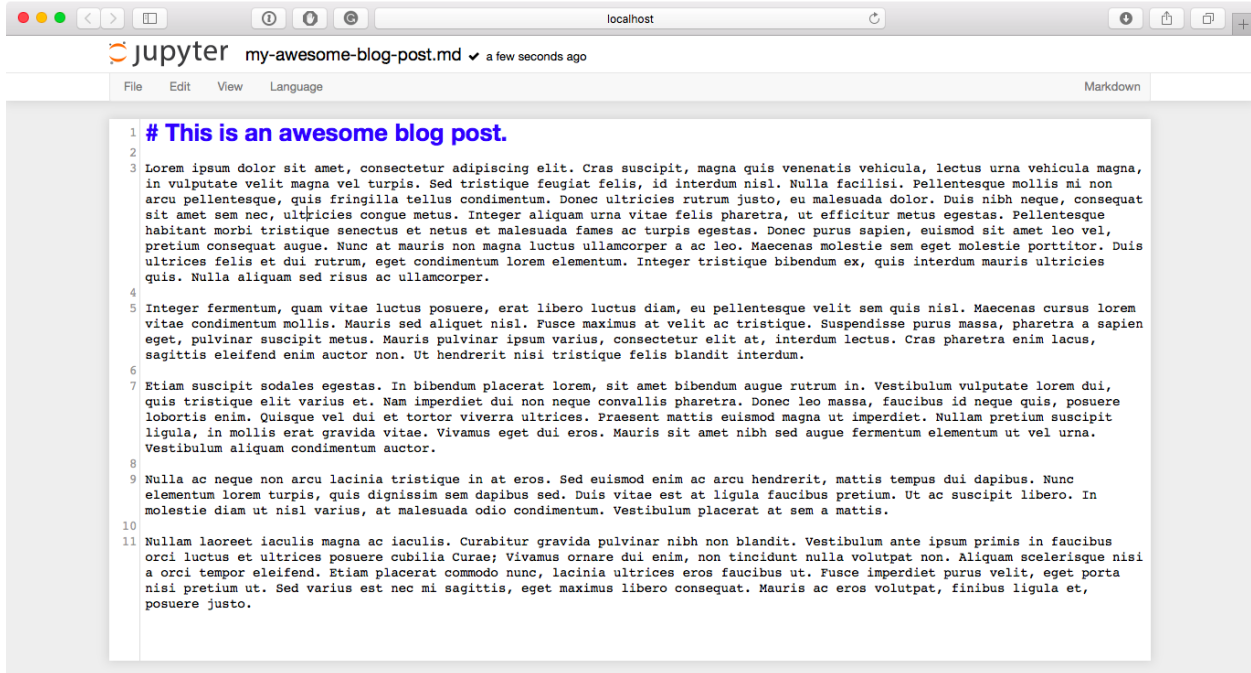 localhost
jupyter my-awesome-blog-post.md ✔ a few seconds ago
File Edit View Language Markdown
1 # This is an awesome blog post.
2
3 Lorem ipsum dolor sit amet, consectetur adipiscing elit. Cras suscipit, magna quis venenatis vehicula, lectus urna vehicula magna,
in vulputate velit magna vel turpis. Sed tristique feugiat felis, id interdum nisl. Nulla facilisi. Pellentesque mollis mi non
arcu pellentesque, quis fringilla tellus condimentum. Donec ultricies rutrum justo, eu malesuada dolor. Duis nibh neque, consequat
sit amet sem nec, ultricies congue metus. Integer aliquam urna vitae felis pharetra, ut efficitur metus egestas. Pellentesque
habitant morbi tristique senectus et netus et malesuada fames ac turpis egestas. Donec purus sapien, euismod sit amet leo vel,
pretium consequat augue. Nunc at mauris non magna luctus ullamcorper a ac leo. Maecenas molestie sem eget molestie porttitor. Duis
ultrices felis et dui rutrum, eget condimentum lorem elementum. Integer tristique bibendum ex, quis interdum mauris ultricies
quis. Nulla aliquam sed risus ac ullamcorper.
4
5 Integer fermentum, quam vitae luctus posuere, erat libero luctus diam, eu pellentesque velit sem quis nisl. Maecenas cursus lorem
vitae condimentum mollis. Mauris sed aliquet nisl. Fusce maximus at velit ac tristique. Suspendisse purus massa, pharetra a sapien
eget, pulvinar suscipit metus. Mauris pulvinar ipsum varius, consectetur elit at, interdum lectus. Cras pharetra enim lacus,
sagittis eleifend enim auctor non. Ut hendrerit nisi tristique felis blandit interdum.
6
7 Etiam suscipit sodales egestas. In bibendum placerat lorem, sit amet bibendum augue rutrum in. Vestibulum vulputate lorem dui,
quis tristique elit varius et. Nam imperdiet dui non neque convallis pharetra. Donec leo massa, faucibus id neque quis, posuere
lobortis enim. Quisque vel dui et tortor viverra ultrices. Praesent mattis euismod magna ut imperdiet. Nullam pretium suscipit
ligula, in mollis erat gravida vitae. Vivamus eget dui eros. Mauris sit amet nibh sed augue fermentum elementum ut vel urna.
Vestibulum aliquam condimentum auctor.
8
9 Nulla ac neque non arcu lacinia tristique in at eros. Sed euismod enim ac arcu hendrerit, mattis tempus dui dapibus. Nunc
elementum lorem turpis, quis dignissim sem dapibus sed. Duis vitae est at ligula faucibus pretium. Ut ac suscipit libero. In
molestie diam ut nisl varius, at malesuada odio condimentum. Vestibulum placerat at sem a mattis.
10
11 Nullam laoreet iaculis magna ac iaculis. Curabitur gravida pulvinar nibh non blandit. Vestibulum ante ipsum primis in faucibus
orci luctus et ultrices posuere cubilia Curae; Vivamus ornare dui enim, non tincidunt nulla volutpat non. Aliquam scelerisque nisi
a orci tempor eleifend. Etiam placerat commodo nunc, lacinia ultrices eros faucibus ut. Fusce imperdiet purus velit, eget porta
nisi pretium ut. Sed varius est nec mi sagittis, eget maximus libero consequat. Mauris ac eros volutpat, finibus ligula et,
posuere justo.